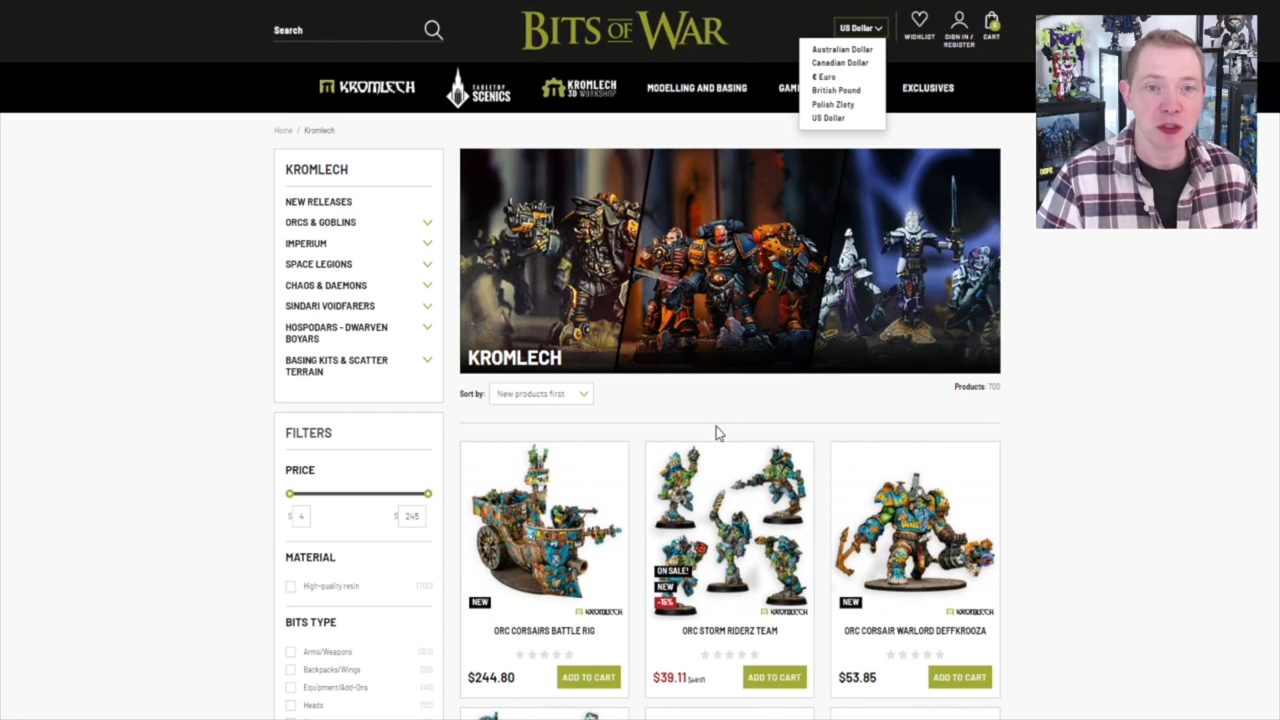 Search
BITS OF WAR
US Dollar
WISHLIST
SIGN IN /
REGISTER
CART
Australian Dollar
Canadian Dollar
€ Euro
British Pound
Polish Zloty
US Dollar
KROMLECH
TABLETOP
SCENICS
KROMLECH
3D WORKSHOP
MODELLING AND BASING
GAM
EXCLUSIVES
Home / Kromlech
KROMLECH
NEW RELEASES
ORCS & GOBLINS
IMPERIUM
SPACE LEGIONS
CHAOS & DAEMONS
SINDARI VOIDFARERS
HOSPODARS - DWARVEN
BOYARS
BASING KITS & SCATTER
TERRAIN
KROMLECH
Sort by: New products first
Products: 700
FILTERS
PRICE
$ 4
$ 245
MATERIAL
High-quality resin (700)
BITS TYPE
Arms/Weapons
Backpacks/Wings
Equipment/Add-Ons
Heads
NEW
KROMLECH
ORC CORSAIRS BATTLE RIG
$244.80
ADD TO CART
ON SALE!
NEW
-15%
KROMLECH
ORC STORM RIDERZ TEAM
$39.11
ADD TO CART
NEW
KROMLECH
ORC CORSAIR WARLORD DEFFKROOZA
$53.85
ADD TO CART